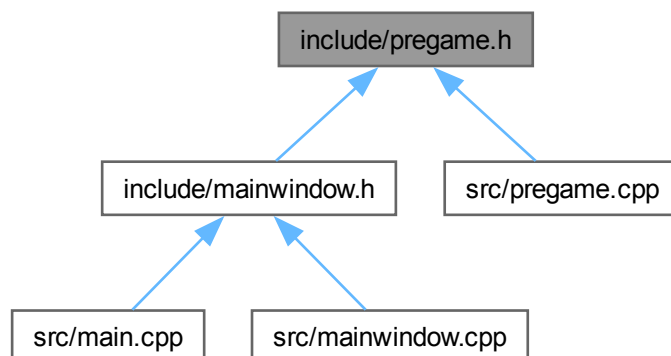 include/pregame.h
include/mainwindow.h
src/pregame.cpp
src/main.cpp
src/mainwindow.cpp